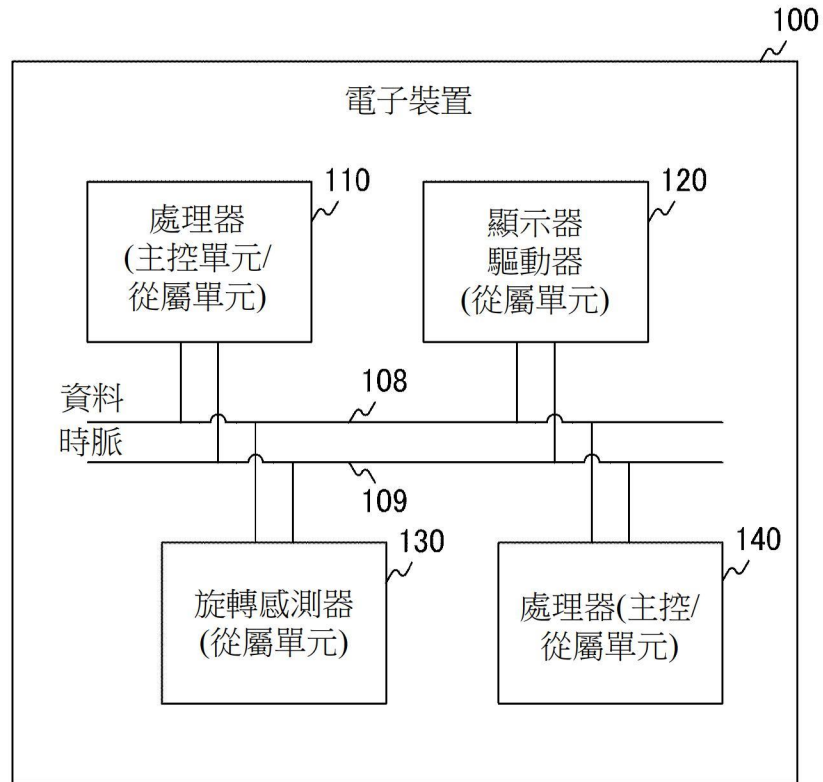 100
電子裝置
110
處理器
(主控單元/
從屬單元)
120
顯示器
驅動器
(從屬單元)
資料
108
時脈
109
130
旋轉感測器
(從屬單元)
140
處理器(主控/
從屬單元)